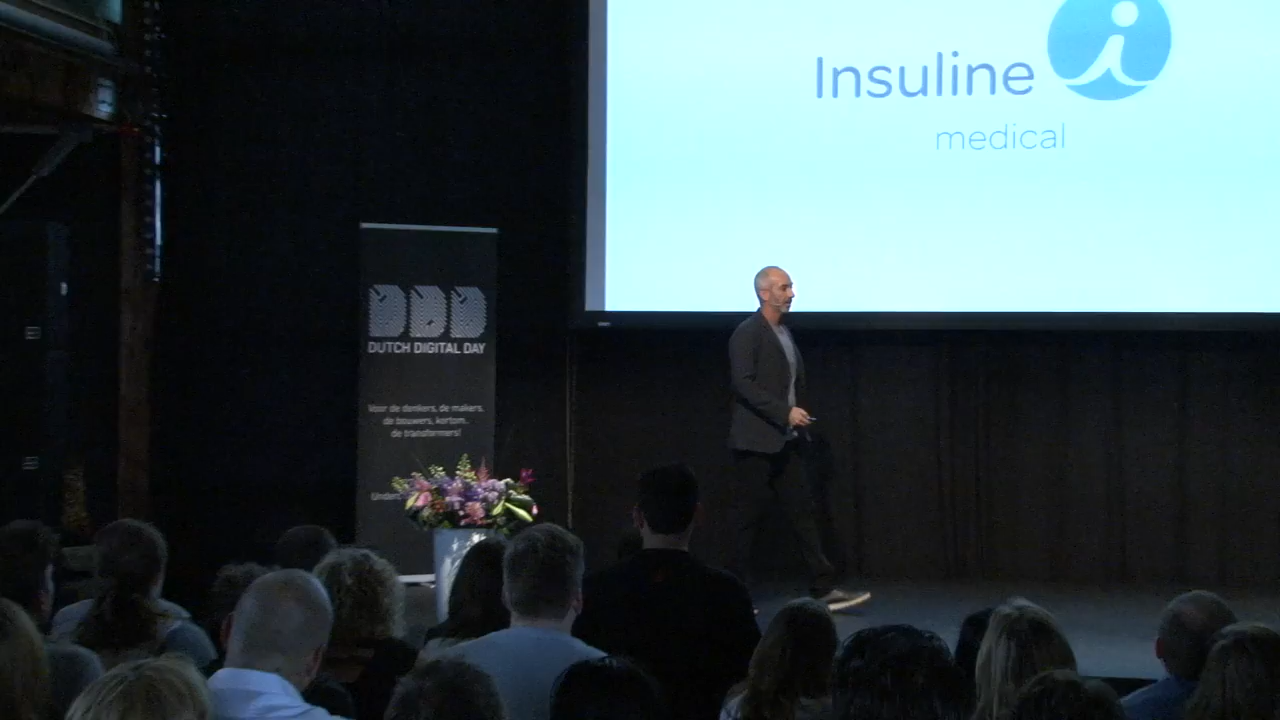 Insuline
medical
DUTCH DIGITAL DAY
Voor de denkers, de makers,
de bouwers, kortom,
de transformers!